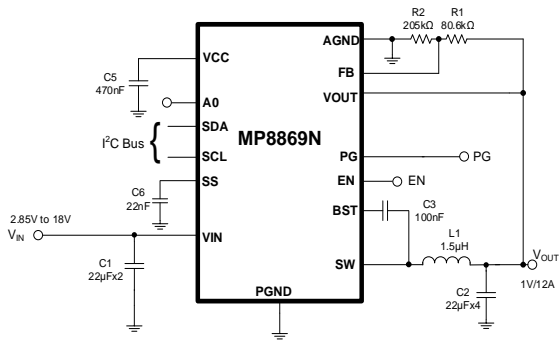 R2
205kΩ
R1
80.6kΩ
AGND
VCC
FB
C5
470nF
VOUT
A0
SDA
I²C Bus
MP8869N
PG
PG
SCL
SS
EN
EN
C6
22nF
BST
C3
100nF
2.85V to 18V
VIN
VIN
L1
1.5µH
SW
VOUT
C1
22µFx2
C2
22µFx4
1V/12A
PGND